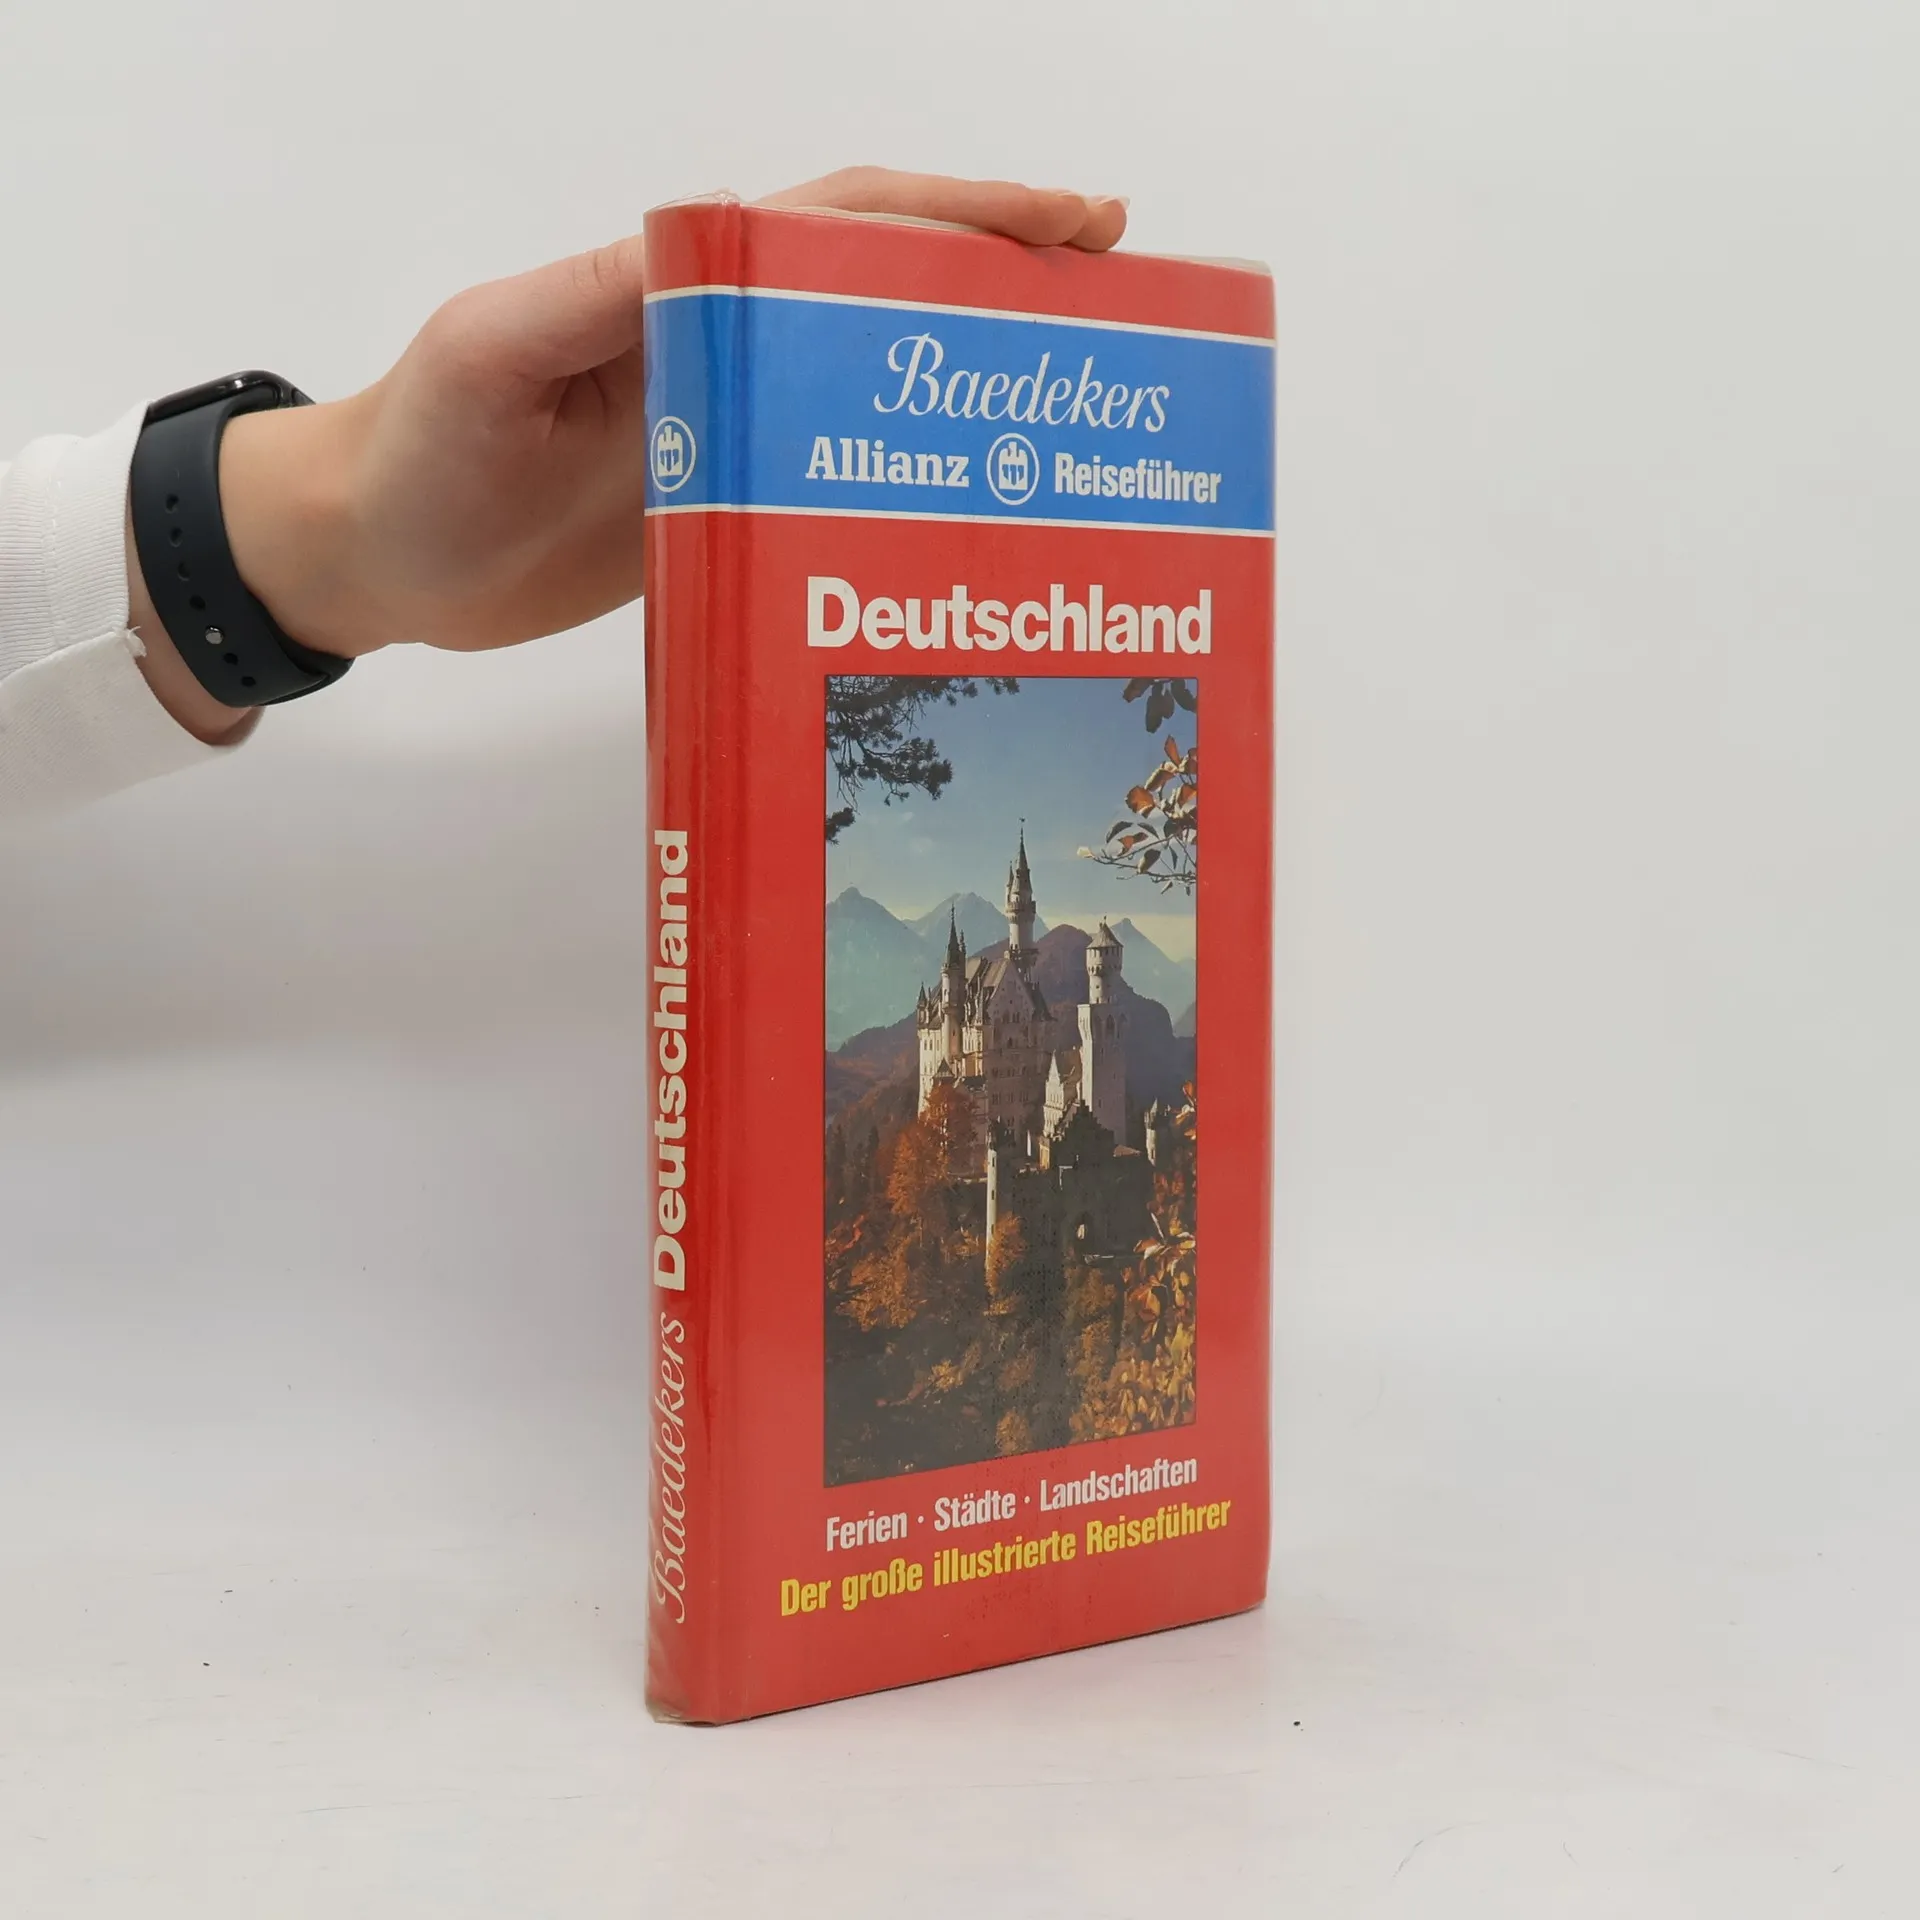 Baedekers
Allianz Reiseführer
Deutschland
Ferien · Städte · Landschaften
Der große illustrierte Reiseführer
Baedekers Deutschland